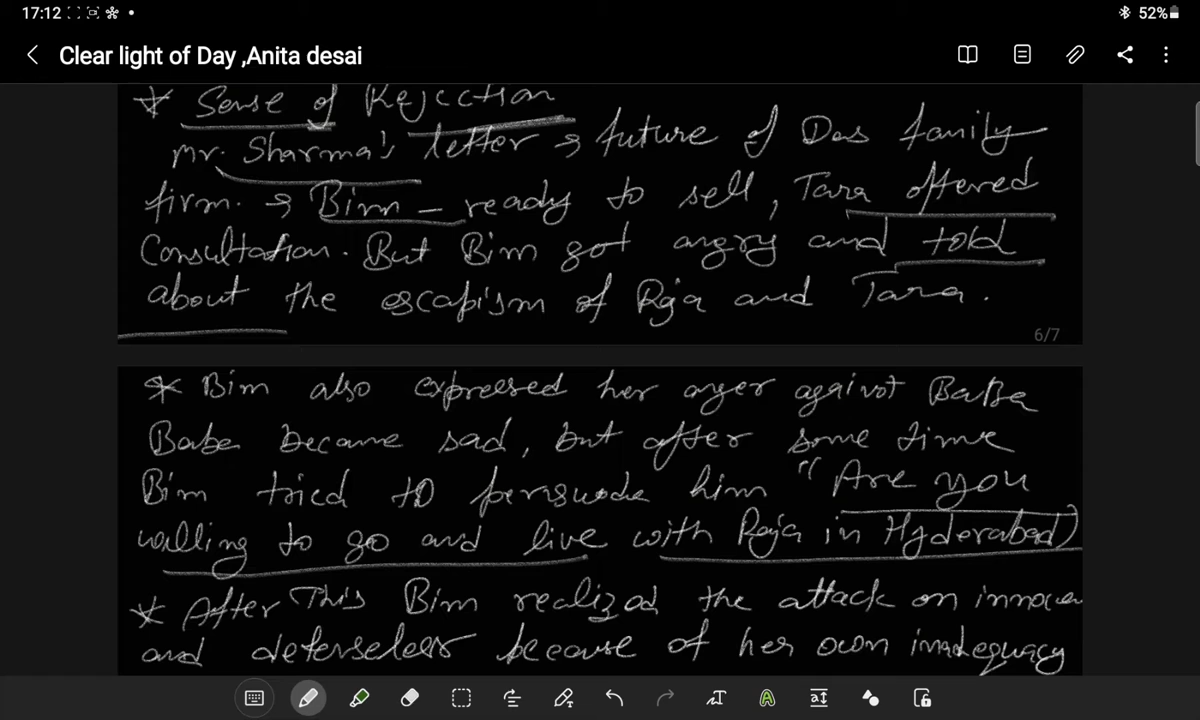 17:12
52%
Clear light of Day ,Anita desai
* Sense of Rejection
Mr. Sharma's letter → future of Das family
firm. → Bim – ready to sell, Tara offered
Consultation. But Bim got angry and told
about the escapism of Raja and Tara.
6/7
* Bim also expressed her anger against BaBa
Baba became sad, but after some time
Bim tried to persuade him "Are you
willing to go and live with Raja in Hyderabad)
* After This Bim realized the attack on innocen
and defenseless because of her own inadequacy